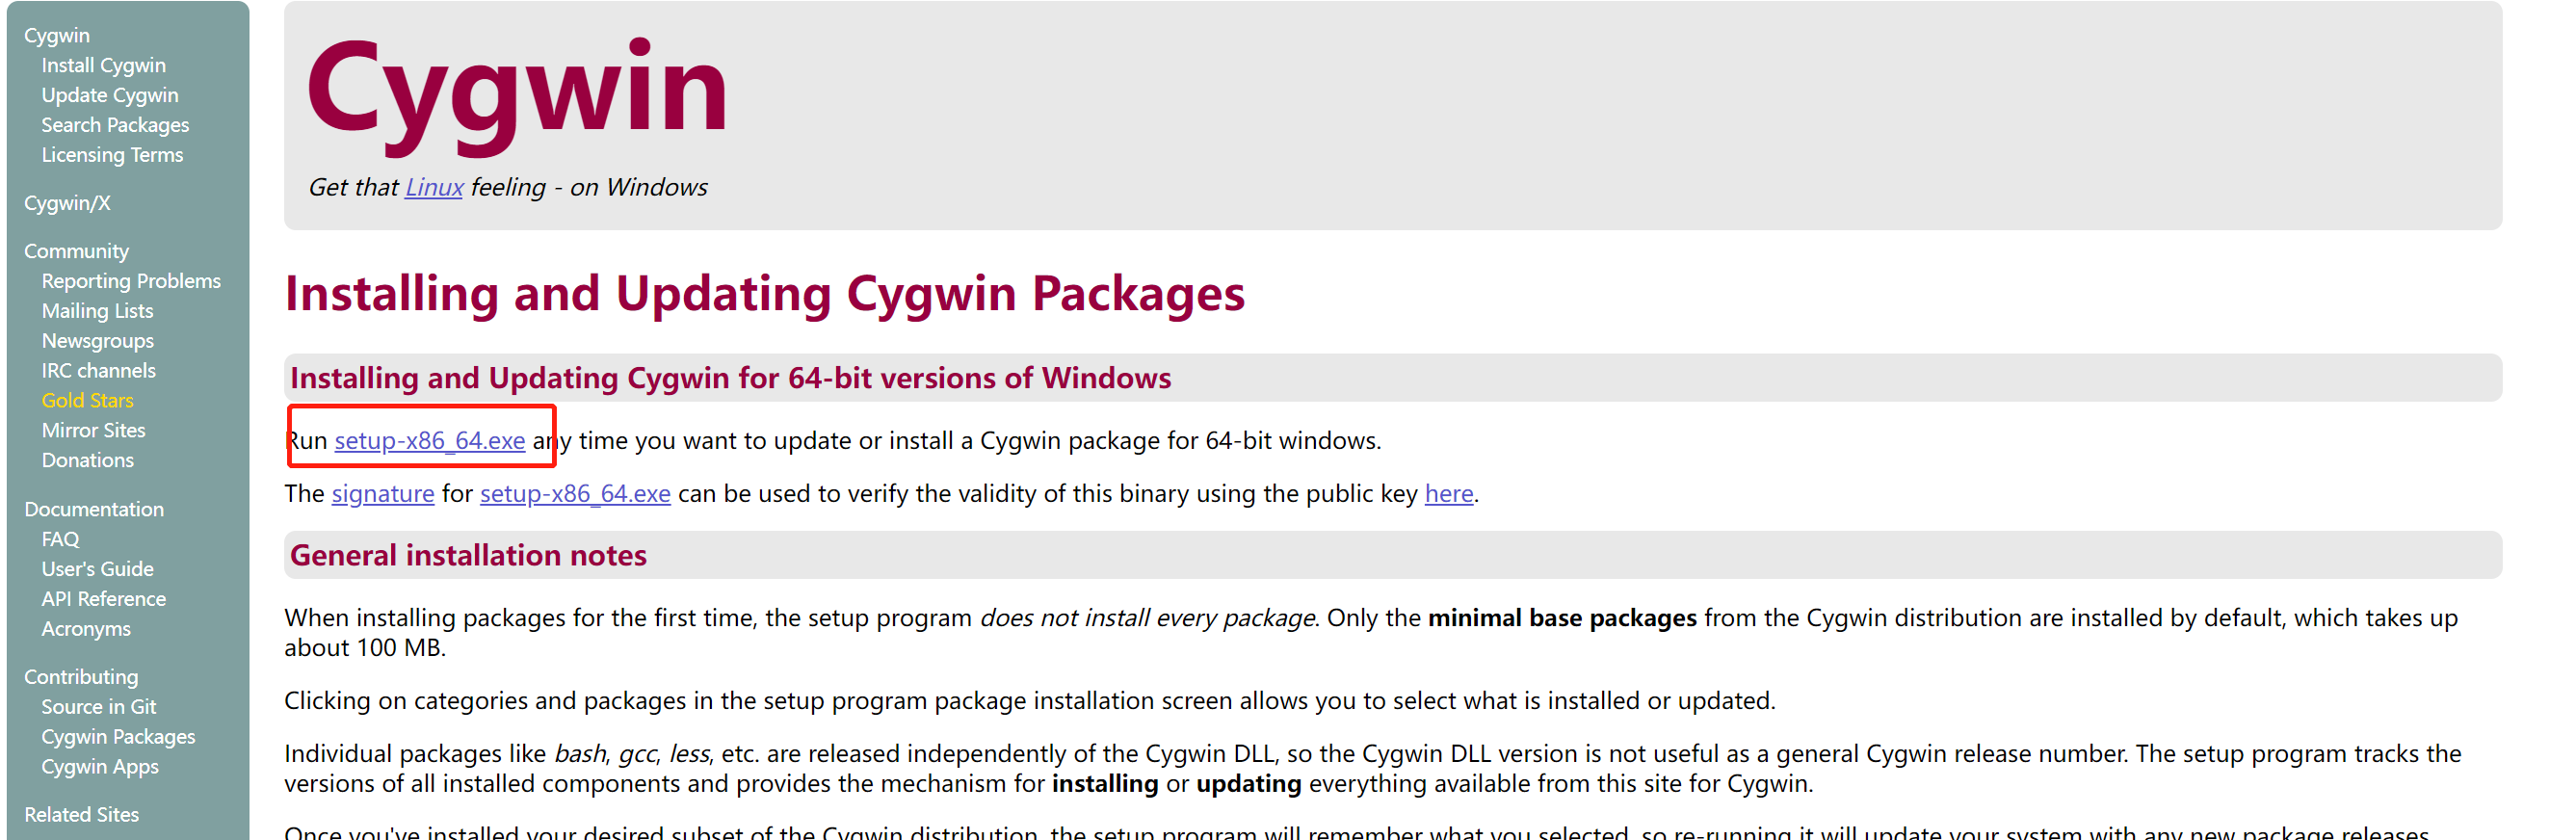 Cygwin
Install Cygwin
Update Cygwin
Search Packages
Licensing Terms
Cygwin/X
Community
Reporting Problems
Mailing Lists
Newsgroups
IRC channels
Gold Stars
Mirror Sites
Donations
Documentation
FAQ
User's Guide
API Reference
Acronyms
Contributing
Source in Git
Cygwin Packages
Cygwin Apps
Related Sites
Cygwin
Get that Linux feeling - on Windows
Installing and Updating Cygwin Packages
Installing and Updating Cygwin for 64-bit versions of Windows
Run setup-x86_64.exe any time you want to update or install a Cygwin package for 64-bit windows.
The signature for setup-x86_64.exe can be used to verify the validity of this binary using the public key here.
General installation notes
When installing packages for the first time, the setup program does not install every package. Only the minimal base packages from the Cygwin distribution are installed by default, which takes up
about 100 MB.
Clicking on categories and packages in the setup program package installation screen allows you to select what is installed or updated.
Individual packages like bash, gcc, less, etc. are released independently of the Cygwin DLL, so the Cygwin DLL version is not useful as a general Cygwin release number. The setup program tracks the
versions of all installed components and provides the mechanism for installing or updating everything available from this site for Cygwin.
Once you've installed your desired subset of the Cygwin distribution, the setup program will remember what you selected, so re-running it will update your system with any new package releases.